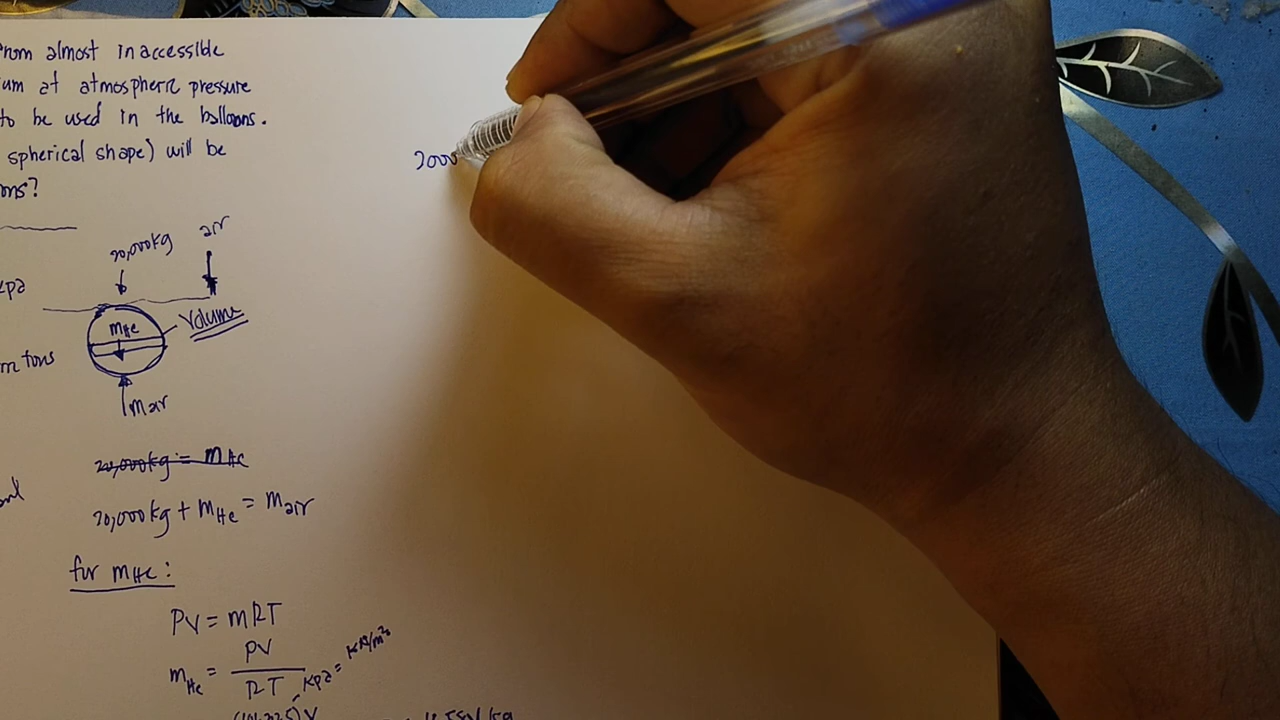 from almost inaccessible
ium at atmospheric pressure
to be used in the balloons.
spherical shape) will be
ons?
20,000kg air
kpa
mHe Volume
m tons
mair
20,000kg = mHe
20,000kg + mHe = mair
for mHe:
PV = mRT
mHe = PV / RT
kpa = KN/m²
2000